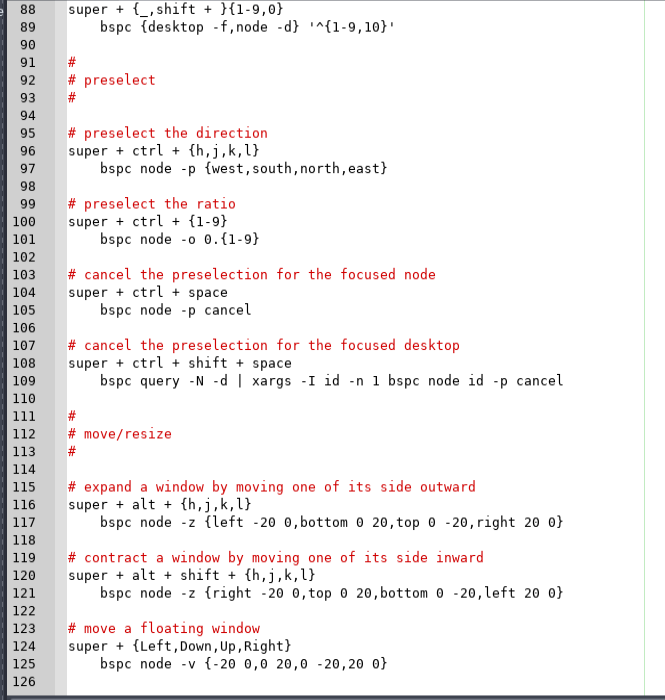 88 super + {_,shift + }{1-9,0}
89     bspc {desktop -f,node -d} '^{1-9,10}'
90
91 #
92 # preselect
93 #
94
95 # preselect the direction
96 super + ctrl + {h,j,k,l}
97     bspc node -p {west,south,north,east}
98
99 # preselect the ratio
100 super + ctrl + {1-9}
101     bspc node -o 0.{1-9}
102
103 # cancel the preselection for the focused node
104 super + ctrl + space
105     bspc node -p cancel
106
107 # cancel the preselection for the focused desktop
108 super + ctrl + shift + space
109     bspc query -N -d | xargs -I id -n 1 bspc node id -p cancel
110
111 #
112 # move/resize
113 #
114
115 # expand a window by moving one of its side outward
116 super + alt + {h,j,k,l}
117     bspc node -z {left -20 0,bottom 0 20,top 0 -20,right 20 0}
118
119 # contract a window by moving one of its side inward
120 super + alt + shift + {h,j,k,l}
121     bspc node -z {right -20 0,top 0 20,bottom 0 -20,left 20 0}
122
123 # move a floating window
124 super + {Left,Down,Up,Right}
125     bspc node -v {-20 0,0 20,0 -20,20 0}
126